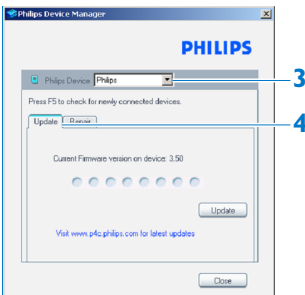 Philips Device Manager
PHILIPS
Philips Device: Philips
3
Press F5 to check for newly connected devices.
4
Update Repair
Current Firmware version on device: 3.50
Update
Visit www.p4c.philips.com for latest updates
Close